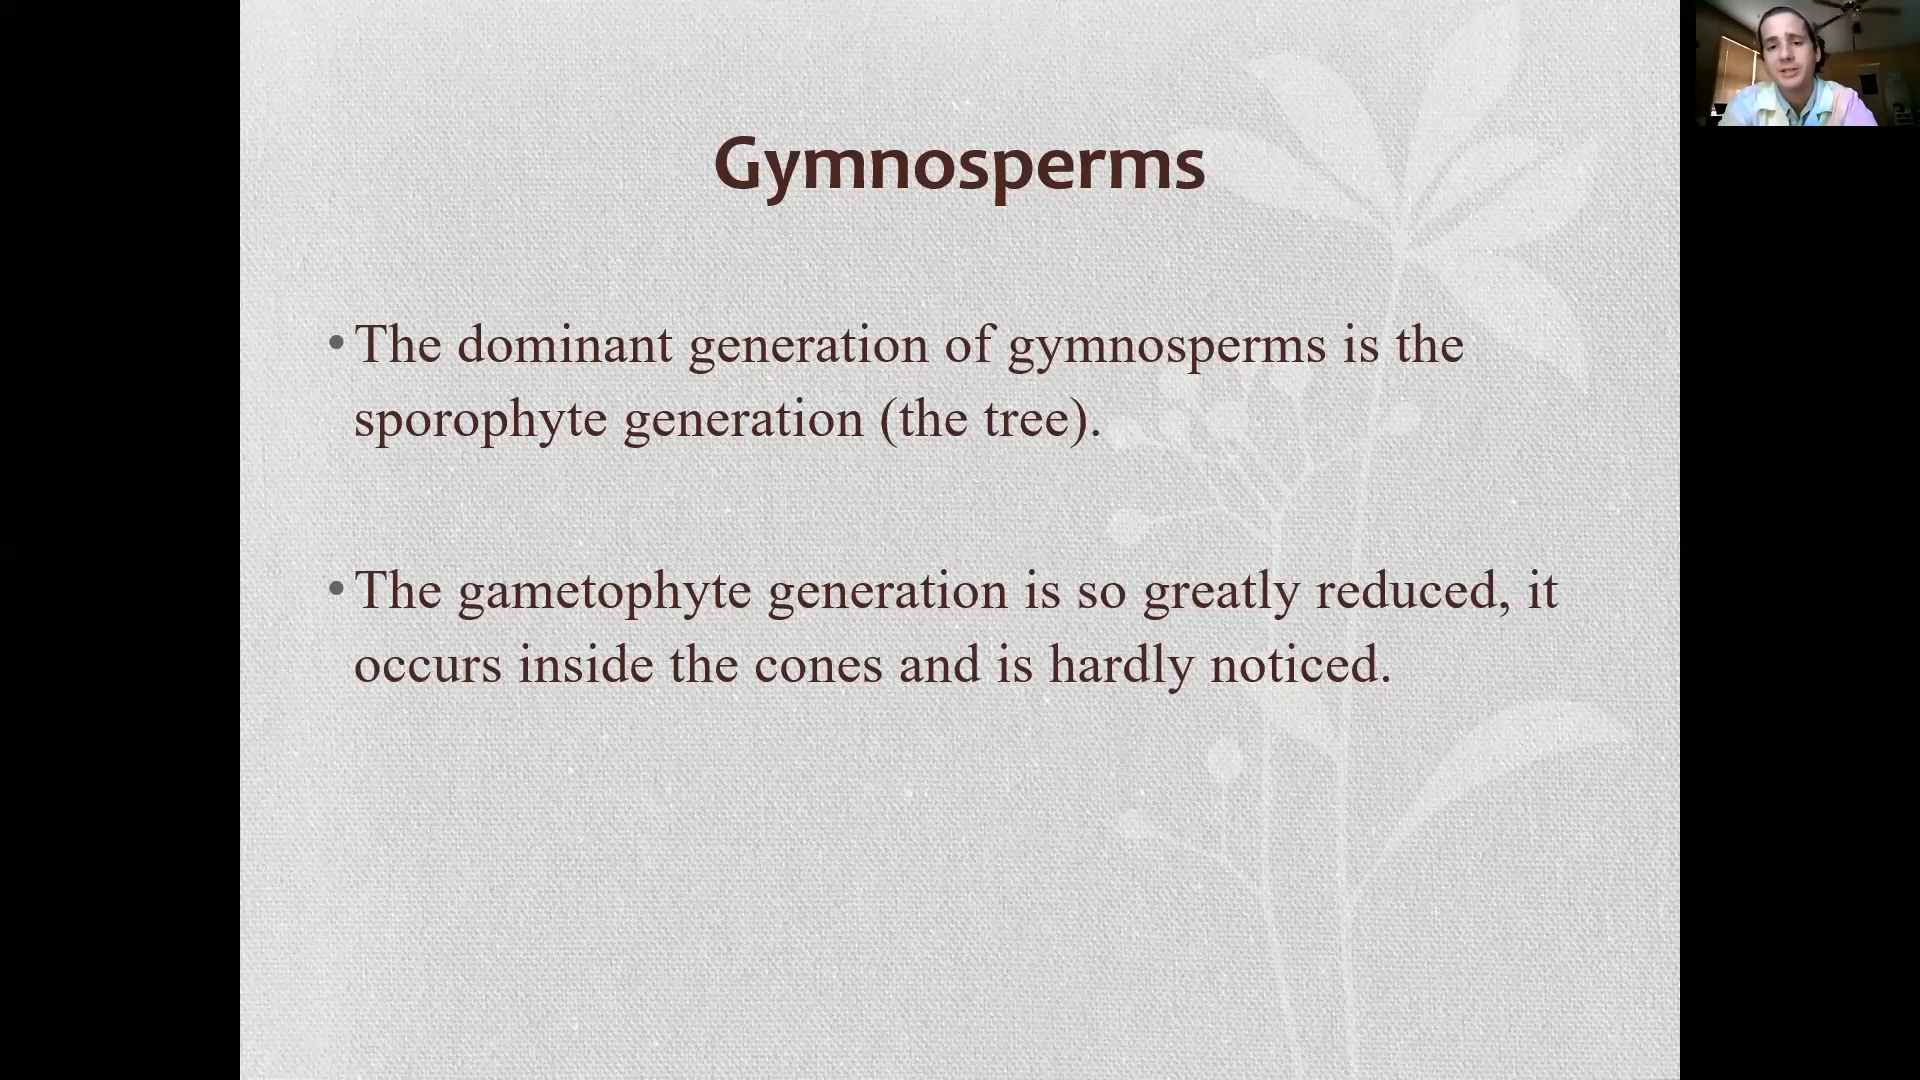 Gymnosperms
• The dominant generation of gymnosperms is the
sporophyte generation (the tree).
• The gametophyte generation is so greatly reduced, it
occurs inside the cones and is hardly noticed.